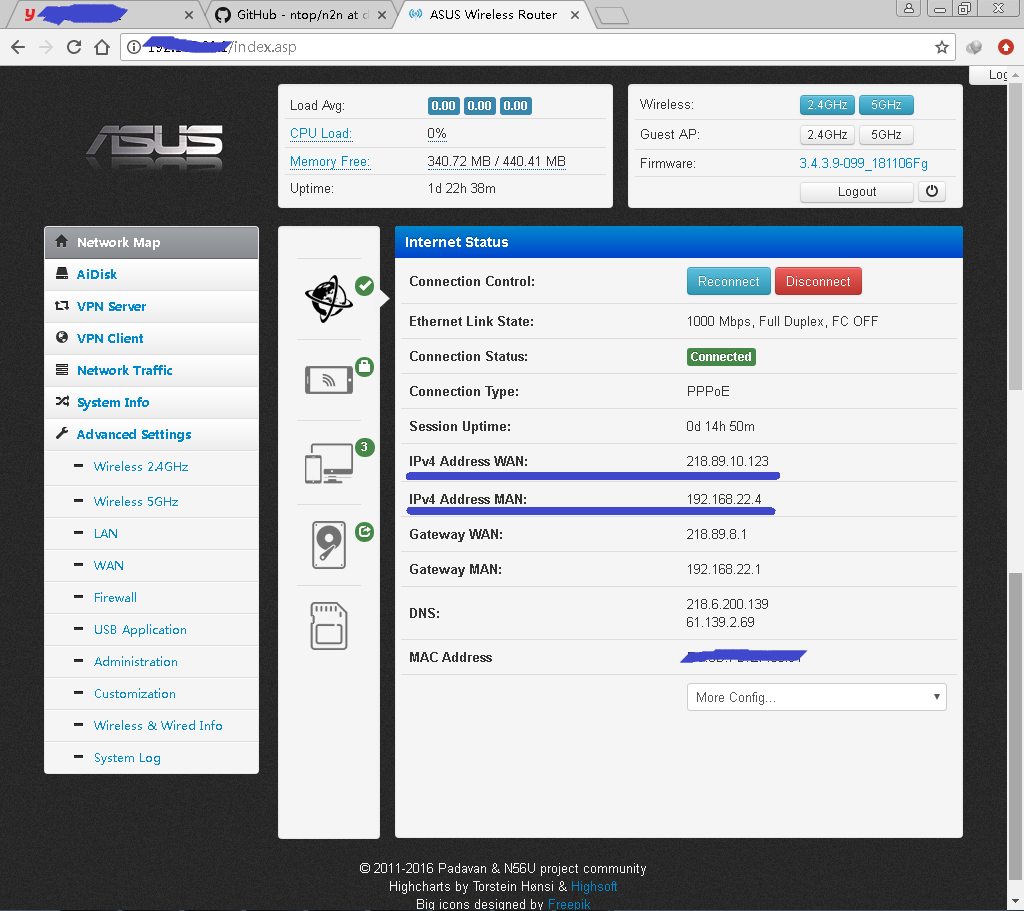 GitHub - ntop/n2n at d
ASUS Wireless Router
/index.asp
Log
ASUS
Load Avg: 0.00 0.00 0.00
CPU Load: 0%
Memory Free: 340.72 MB / 440.41 MB
Uptime: 1d 22h 38m
Wireless: 2.4GHz 5GHz
Guest AP: 2.4GHz 5GHz
Firmware: 3.4.3.9-099_181106Fg
Logout
Network Map
AiDisk
VPN Server
VPN Client
Network Traffic
System Info
Advanced Settings
Wireless 2.4GHz
Wireless 5GHz
LAN
WAN
Firewall
USB Application
Administration
Customization
Wireless & Wired Info
System Log
3
Internet Status
Connection Control: Reconnect Disconnect
Ethernet Link State: 1000 Mbps, Full Duplex, FC OFF
Connection Status: Connected
Connection Type: PPPoE
Session Uptime: 0d 14h 50m
IPv4 Address WAN: 218.89.10.123
IPv4 Address MAN: 192.168.22.4
Gateway WAN: 218.89.8.1
Gateway MAN: 192.168.22.1
DNS: 218.6.200.139
61.139.2.69
MAC Address
More Config...
© 2011-2016 Padavan & N56U project community
Highcharts by Torstein Hønsi & Highsoft
Big icons designed by Freepik